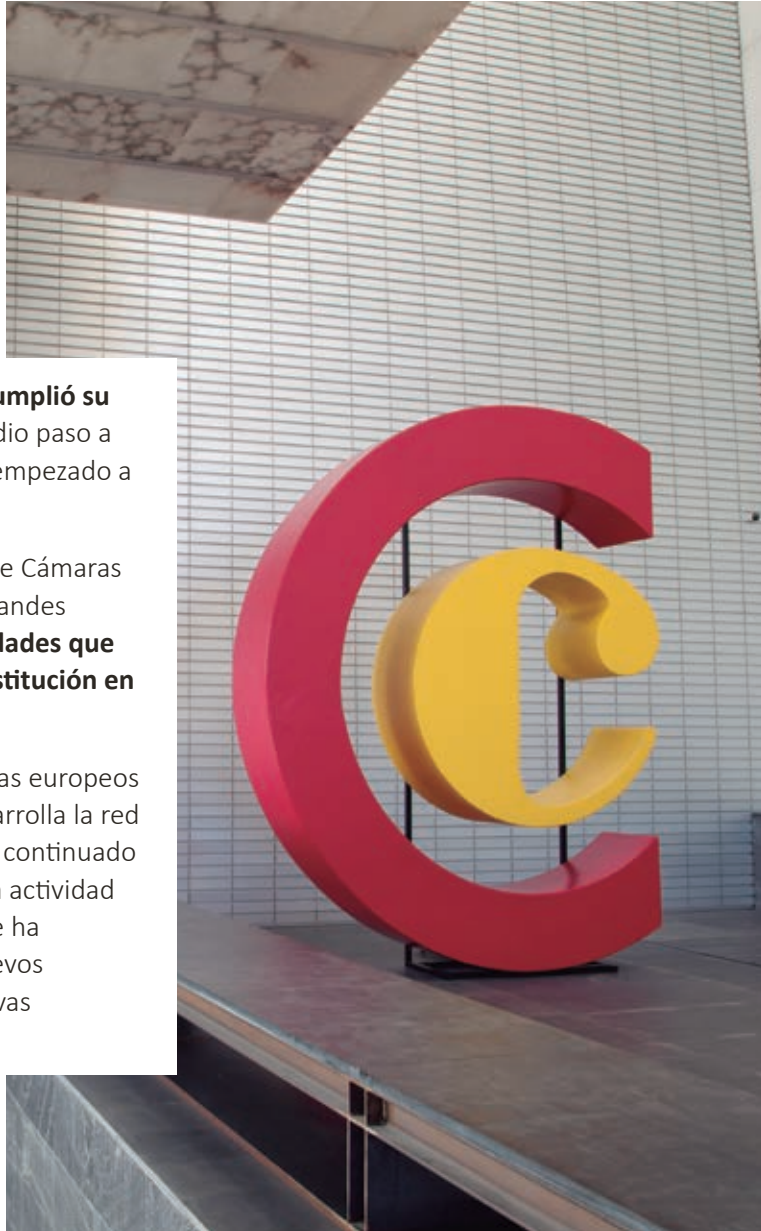 umplió su
dio paso a
empezado a
e Cámaras
andes
dades que
stitución en
as europeos
arrolla la red
continuado
actividad
e ha
evos
vas
C
c